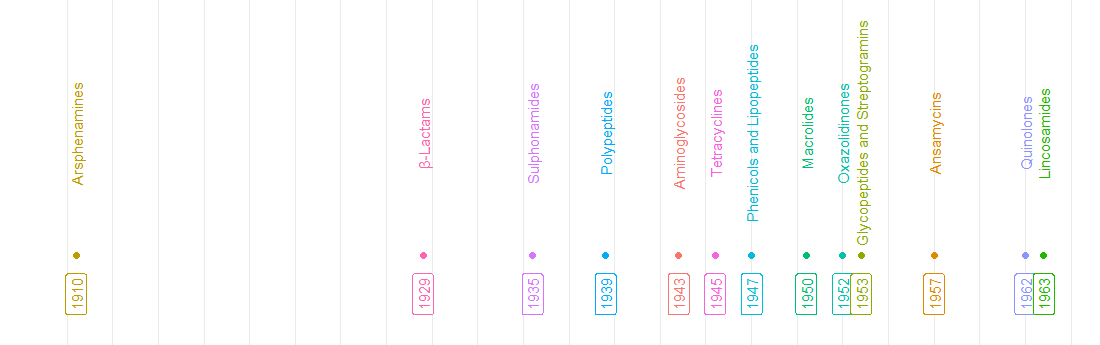 Arsphenamines
β-Lactams
Sulphonamides
Polypeptides
Aminoglycosides
Tetracyclines
Phenicols and Lipopeptides
Macrolides
Oxazolidinones
Glycopeptides and Streptogramins
Ansamycins
Quinolones
Lincosamides
1910
1929
1935
1939
1943
1945
1947
1950
1952
1953
1957
1962
1963